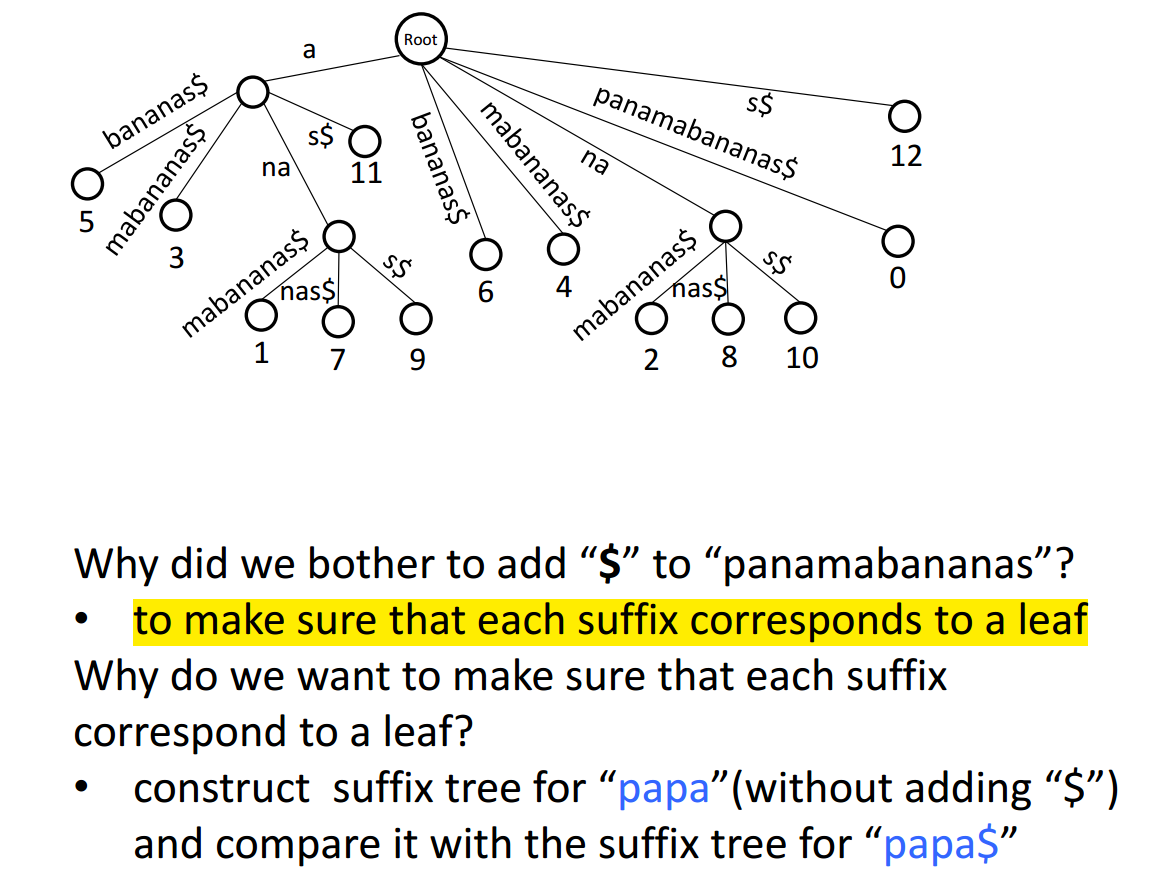 Root
a
bananas$
mabananas$
na
s$
5
3
11
mabananas$
nas$
s$
1
7
9
bananas$
6
mabananas$
4
na
mabananas$
nas$
s$
2
8
10
panamabananas$
0
s$
12
Why did we bother to add “$” to “panamabananas”?
• to make sure that each suffix corresponds to a leaf
Why do we want to make sure that each suffix
correspond to a leaf?
• construct suffix tree for “papa”(without adding “$”)
and compare it with the suffix tree for “papa$”